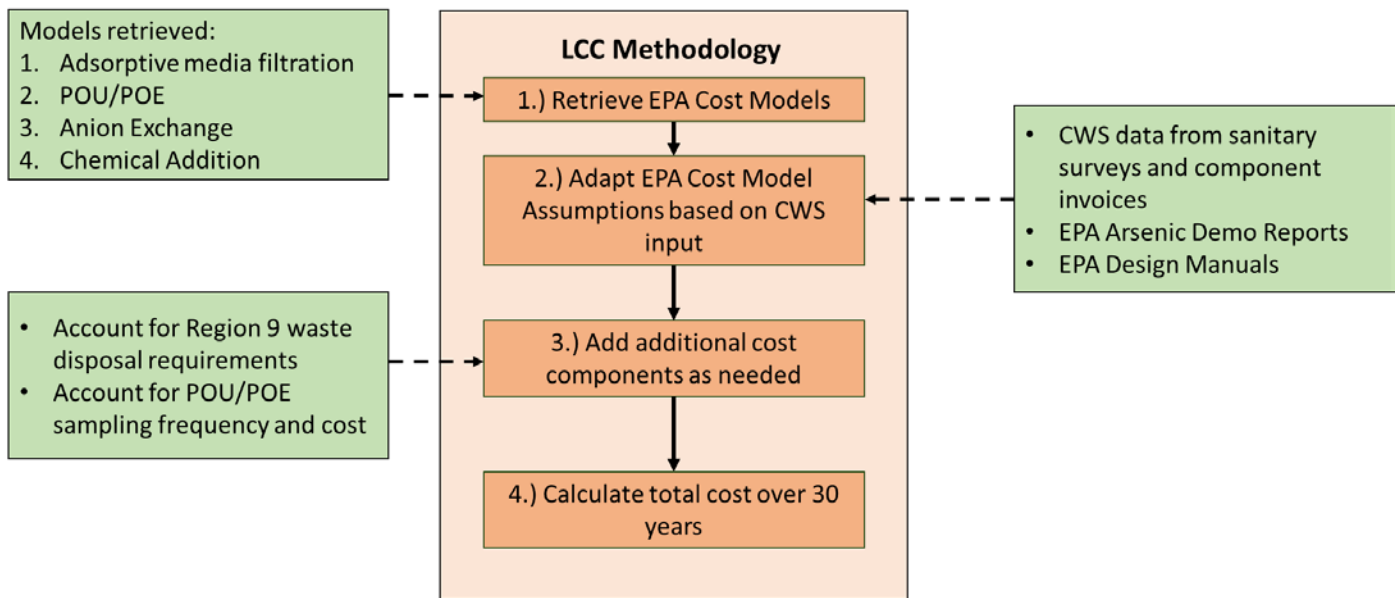 Models retrieved:
1. Adsorptive media filtration
2. POU/POE
3. Anion Exchange
4. Chemical Addition
LCC Methodology
1.) Retrieve EPA Cost Models
2.) Adapt EPA Cost Model
Assumptions based on CWS
input
• CWS data from sanitary
surveys and component
invoices
• EPA Arsenic Demo Reports
• EPA Design Manuals
• Account for Region 9 waste
disposal requirements
• Account for POU/POE
sampling frequency and cost
3.) Add additional cost
components as needed
4.) Calculate total cost over 30
years